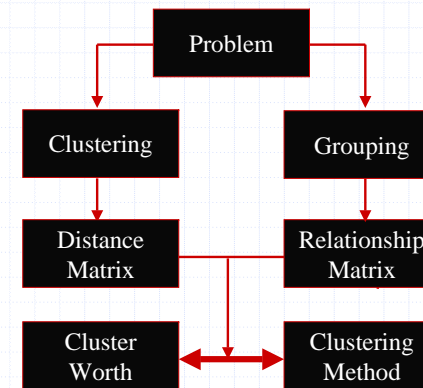 Problem
Clustering
Grouping
Distance
Matrix
Relationship
Matrix
Cluster
Worth
Clustering
Method